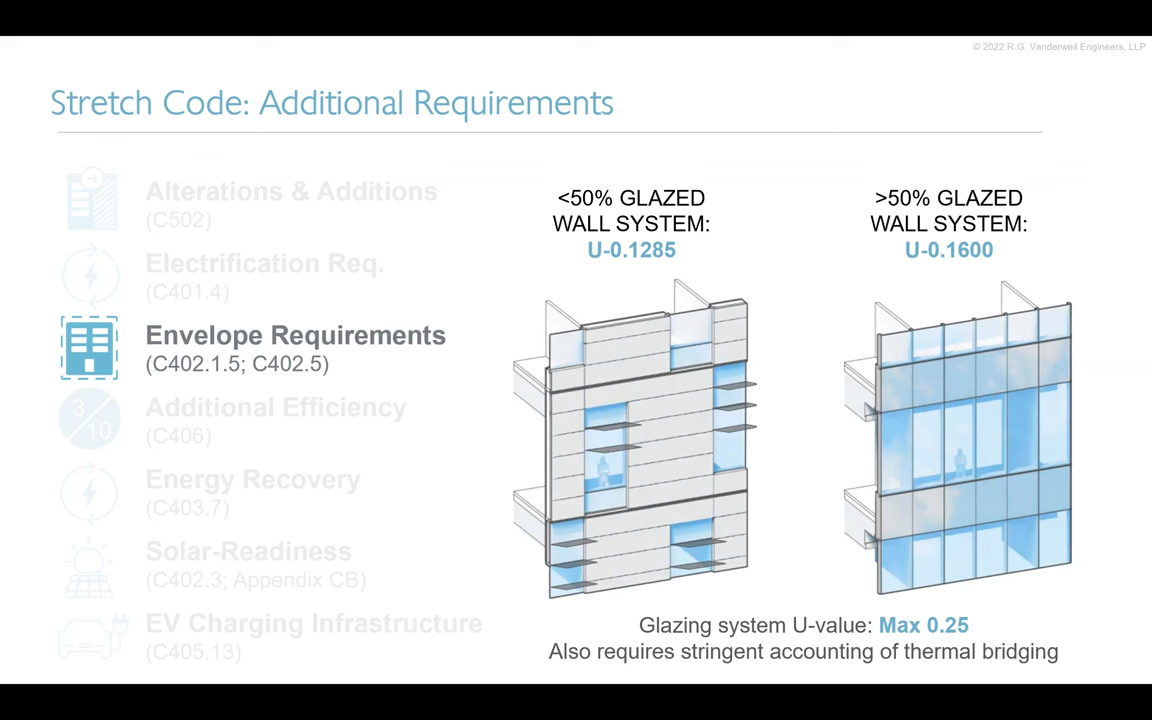 © 2022 R.G. Vanderweil Engineers, LLP
Stretch Code: Additional Requirements
Alterations & Additions
(C502)
Electrification Req.
(C401.4)
Envelope Requirements
(C402.1.5; C402.5)
3/10
Additional Efficiency
(C406)
Energy Recovery
(C403.7)
Solar-Readiness
(C402.3; Appendix CB)
EV Charging Infrastructure
(C405.13)
<50% GLAZED
WALL SYSTEM:
U-0.1285
>50% GLAZED
WALL SYSTEM:
U-0.1600
Glazing system U-value: Max 0.25
Also requires stringent accounting of thermal bridging